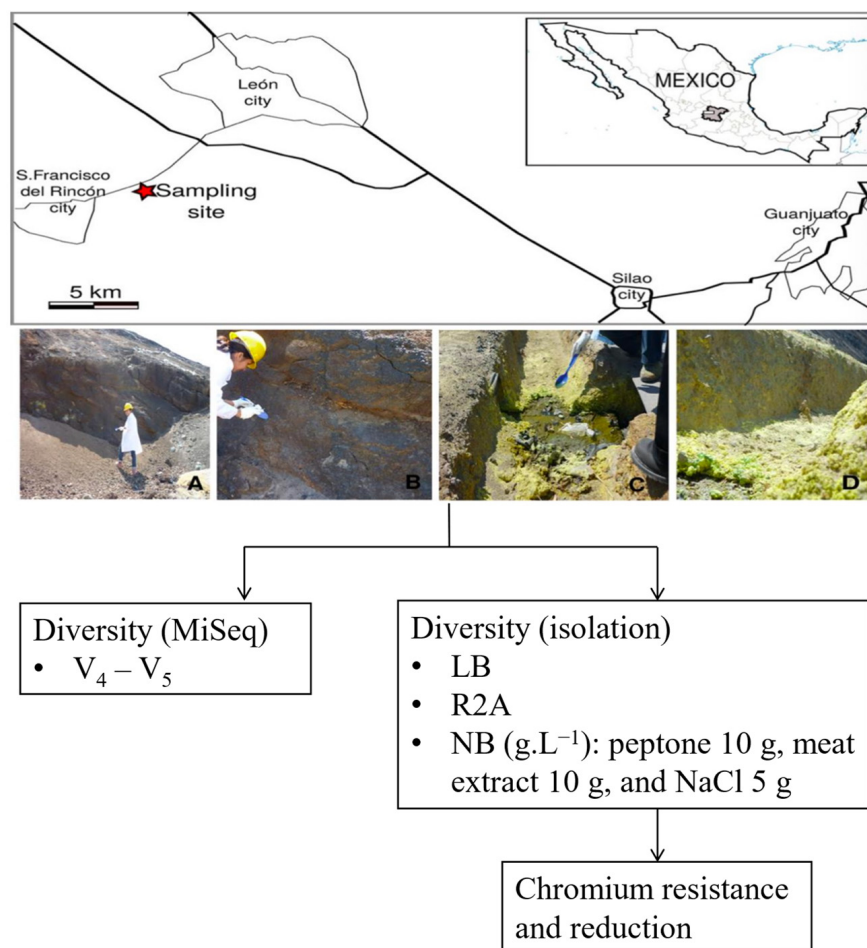 León
city
MEXICO
S.Francisco
del Rincón
city
Sampling
site
Guanjuato
city
Silao
city
5 km
A
B
C
D
Diversity (MiSeq)
• V₄ – V₅
Diversity (isolation)
• LB
• R2A
• NB (g.L⁻¹): peptone 10 g, meat
extract 10 g, and NaCl 5 g
Chromium resistance
and reduction